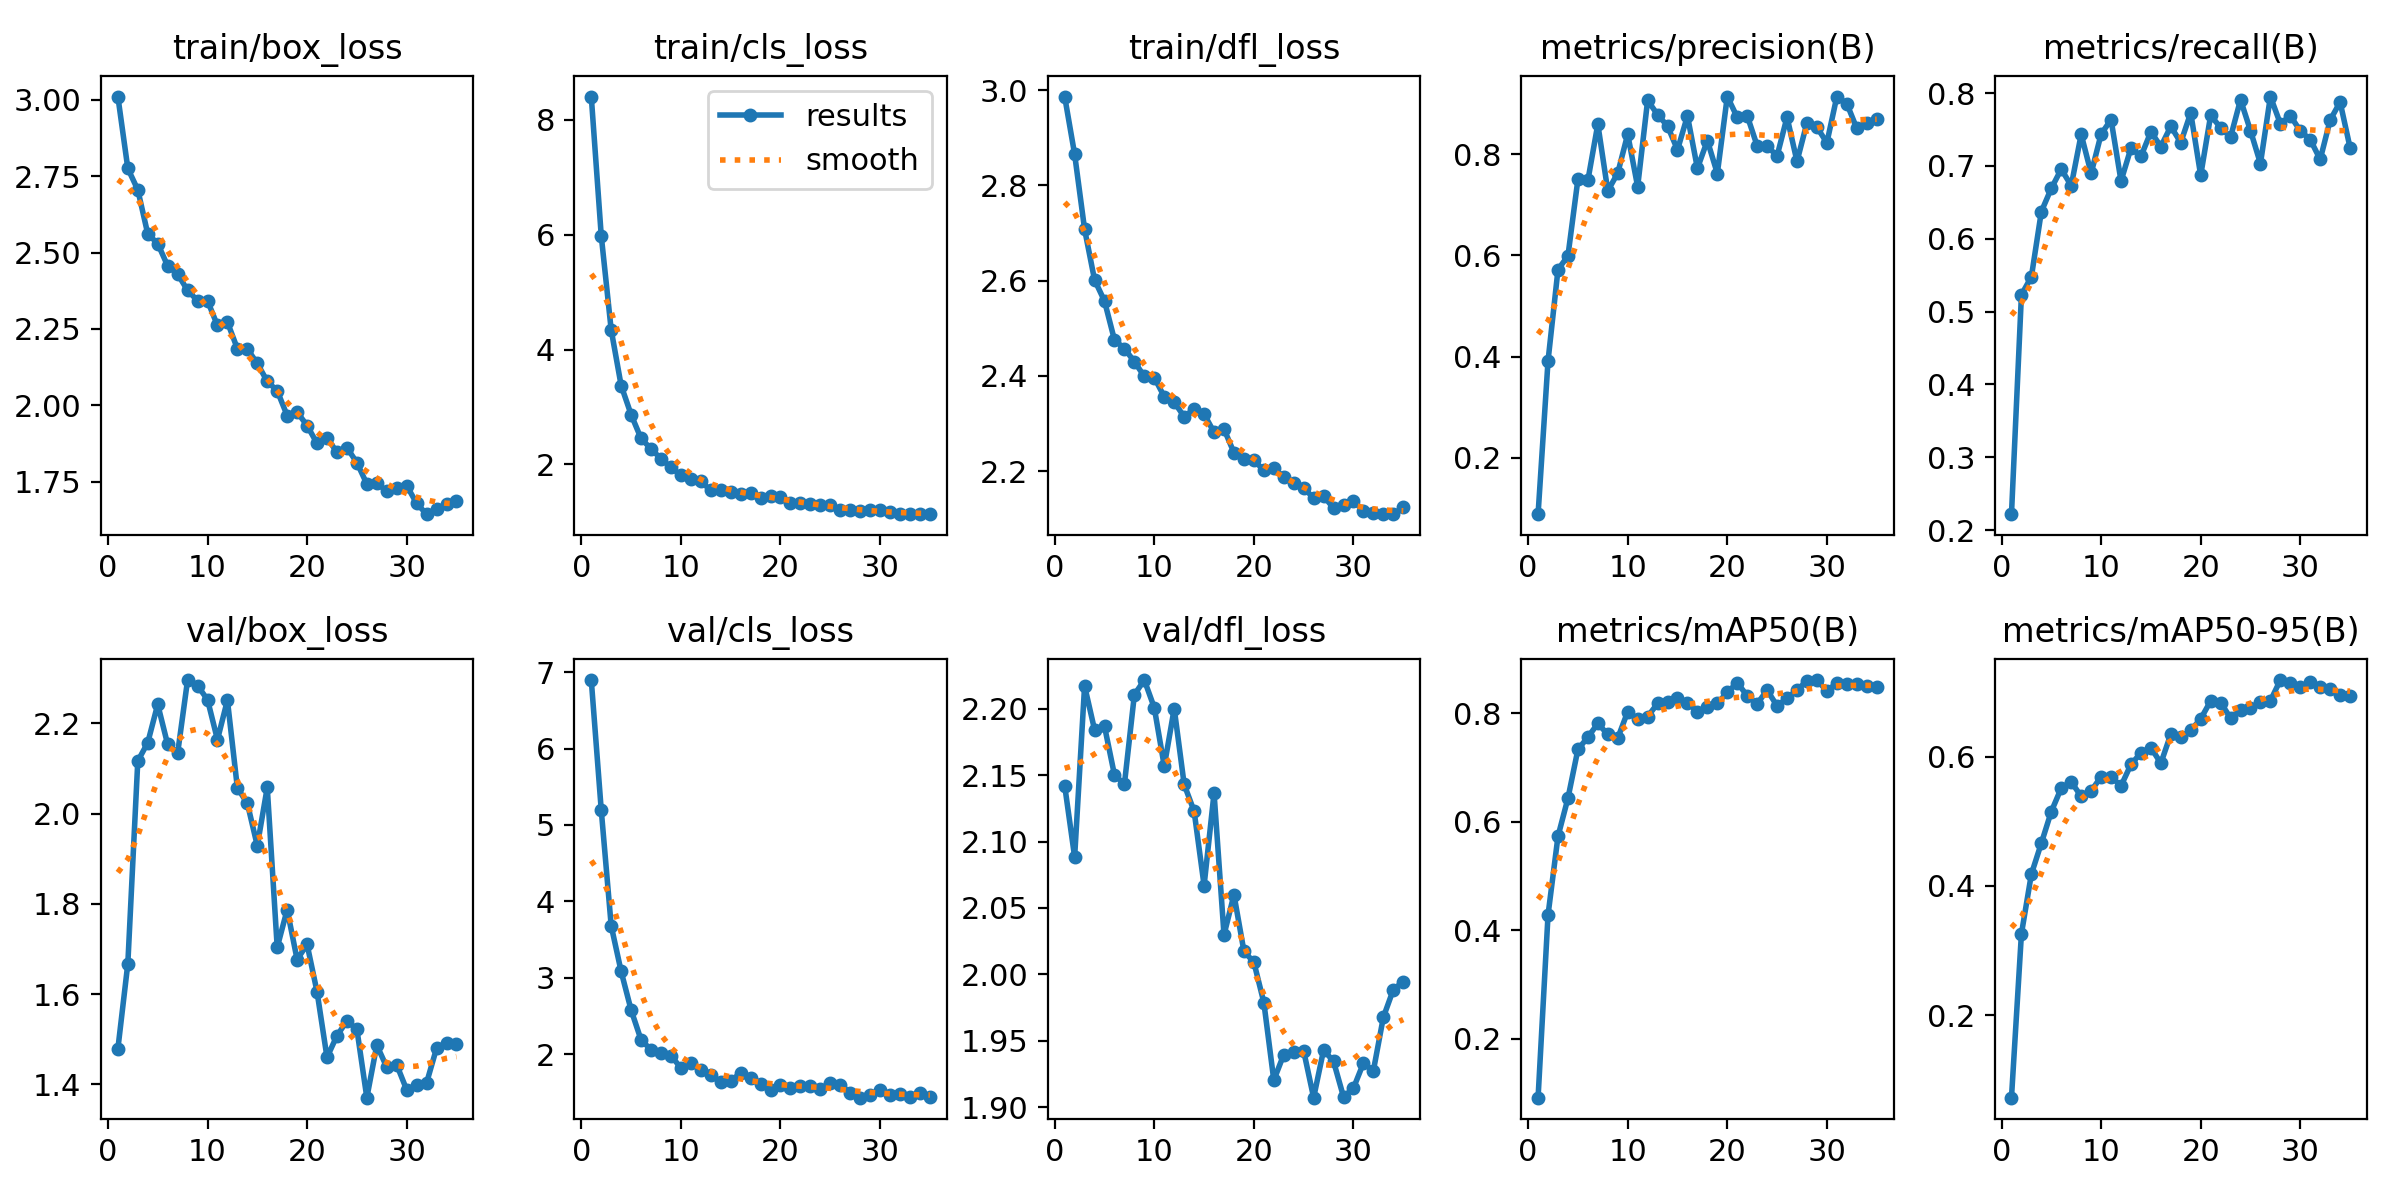 train/box_loss
3.00
2.75
2.50
2.25
2.00
1.75
0 10 20 30
train/cls_loss
results
smooth
8
6
4
2
0 10 20 30
train/dfl_loss
3.0
2.8
2.6
2.4
2.2
0 10 20 30
metrics/precision(B)
0.8
0.6
0.4
0.2
0 10 20 30
metrics/recall(B)
0.8
0.7
0.6
0.5
0.4
0.3
0.2
0 10 20 30
val/box_loss
2.2
2.0
1.8
1.6
1.4
0 10 20 30
val/cls_loss
7
6
5
4
3
2
0 10 20 30
val/dfl_loss
2.20
2.15
2.10
2.05
2.00
1.95
1.90
0 10 20 30
metrics/mAP50(B)
0.8
0.6
0.4
0.2
0 10 20 30
metrics/mAP50-95(B)
0.6
0.4
0.2
0 10 20 30